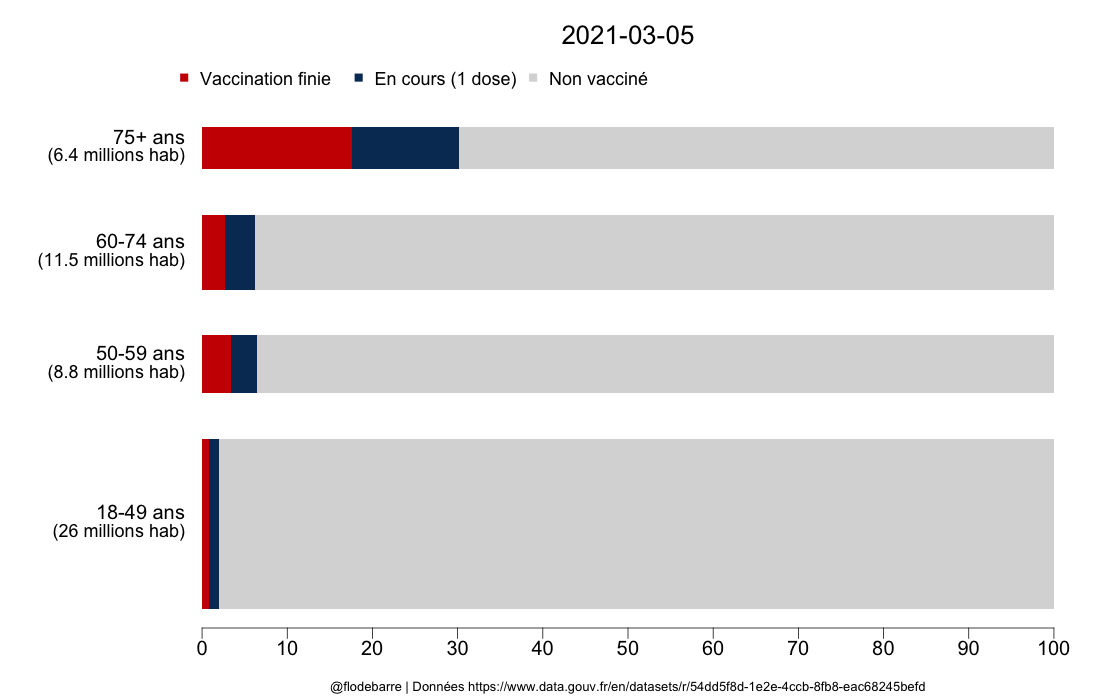 2021-03-05
Vaccination finie En cours (1 dose) Non vacciné
75+ ans
(6.4 millions hab)
60-74 ans
(11.5 millions hab)
50-59 ans
(8.8 millions hab)
18-49 ans
(26 millions hab)
0 10 20 30 40 50 60 70 80 90 100
@flodebarre | Données https://www.data.gouv.fr/en/datasets/r/54dd5f8d-1e2e-4ccb-8fb8-eac68245befd